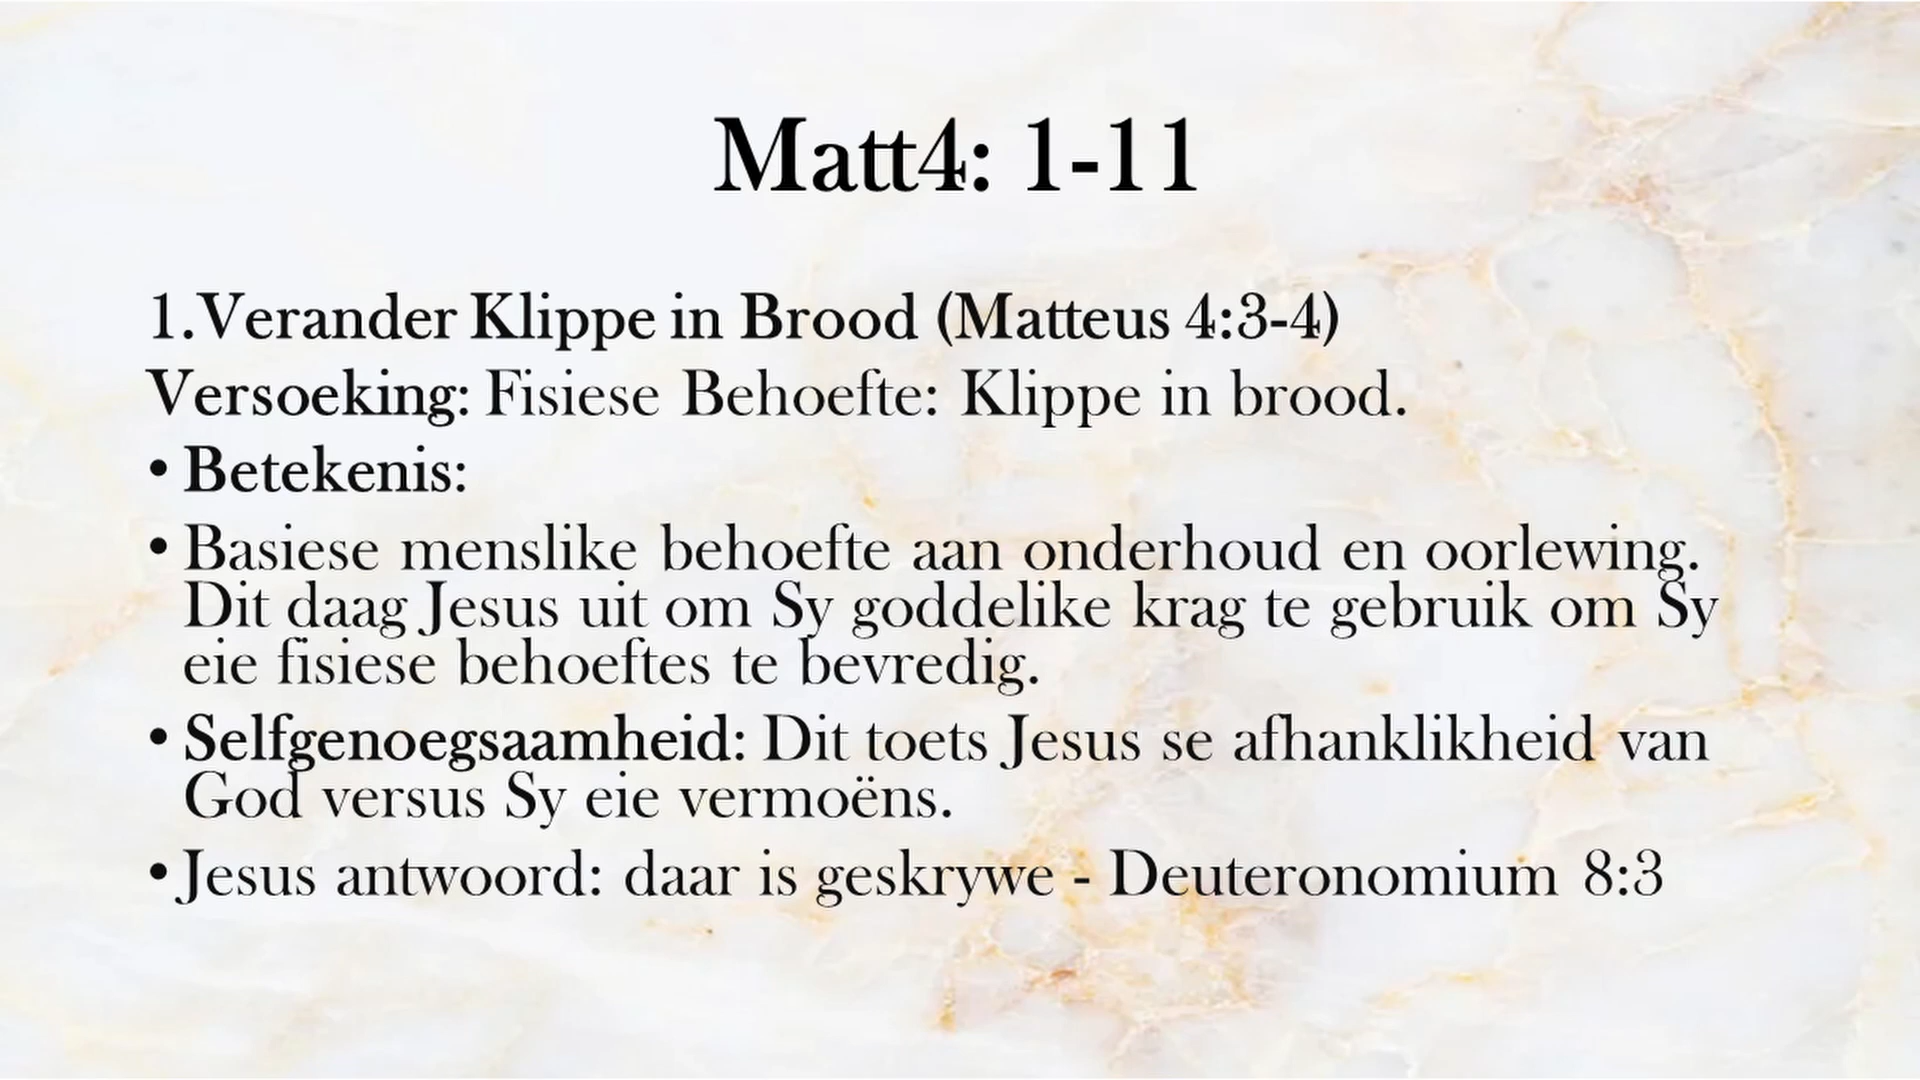 Matt4: 1-11
1.Verander Klippe in Brood (Matteus 4:3-4)
Versoeking: Fisiese Behoefte: Klippe in brood.
• Betekenis:
• Basiese menslike behoefte aan onderhoud en oorlewing.
Dit daag Jesus uit om Sy goddelike krag te gebruik om Sy
eie fisiese behoeftes te bevredig.
• Selfgenoegsaamheid: Dit toets Jesus se afhanklikheid van
God versus Sy eie vermoëns.
• Jesus antwoord: daar is geskrywe - Deuteronomium 8:3